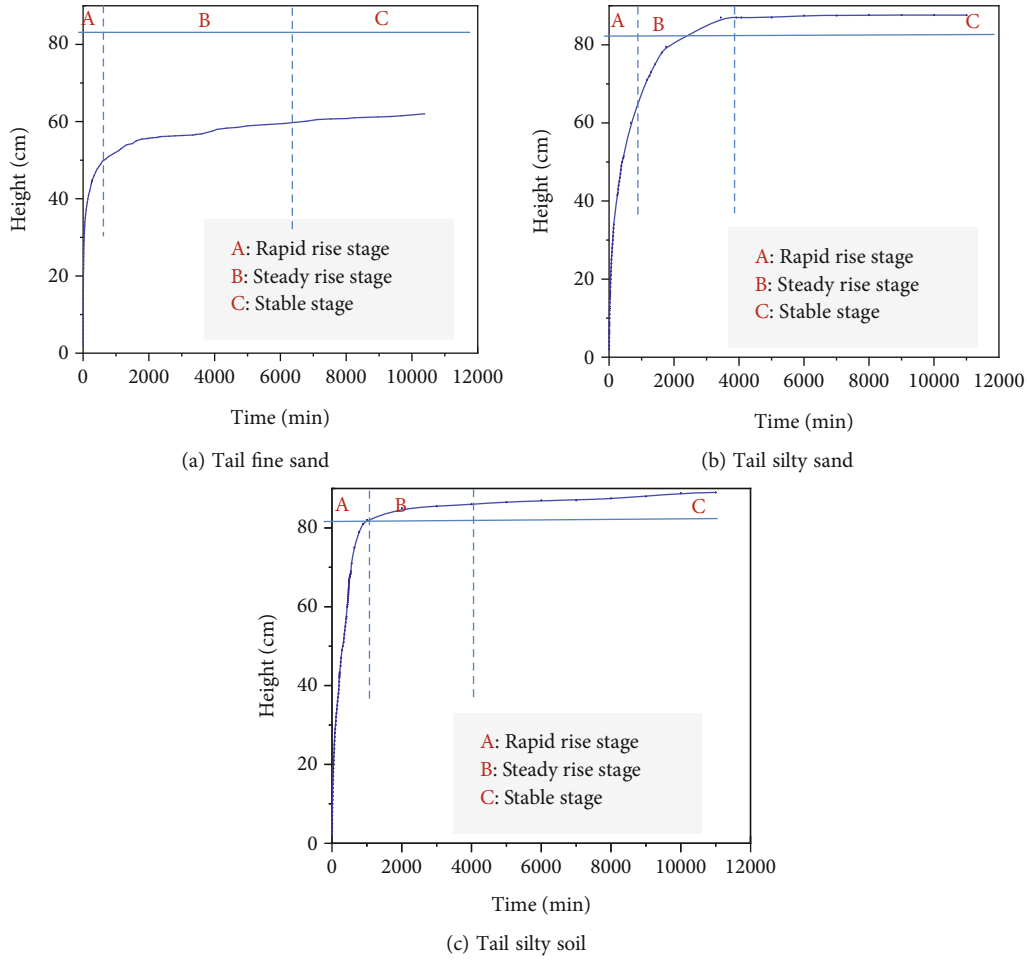 A B C
80
60
40
20
0
Height (cm)
A: Rapid rise stage
B: Steady rise stage
C: Stable stage
0 2000 4000 6000 8000 10000 12000
Time (min)
(a) Tail fine sand
A B C
80
60
40
20
0
Height (cm)
A: Rapid rise stage
B: Steady rise stage
C: Stable stage
0 2000 4000 6000 8000 10000 12000
Time (min)
(b) Tail silty sand
A B C
80
60
40
20
0
Height (cm)
A: Rapid rise stage
B: Steady rise stage
C: Stable stage
0 2000 4000 6000 8000 10000 12000
Time (min)
(c) Tail silty soil